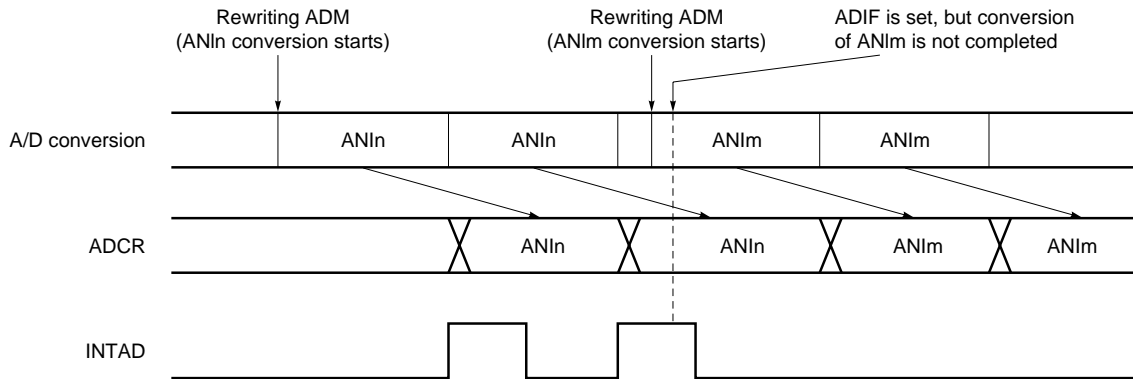 Rewriting ADM
(ANIn conversion starts)
Rewriting ADM
(ANIm conversion starts)
ADIF is set, but conversion
of ANIm is not completed
A/D conversion
ANIn
ANIn
ANIm
ANIm
ADCR
ANIn
ANIn
ANIm
ANIm
INTAD